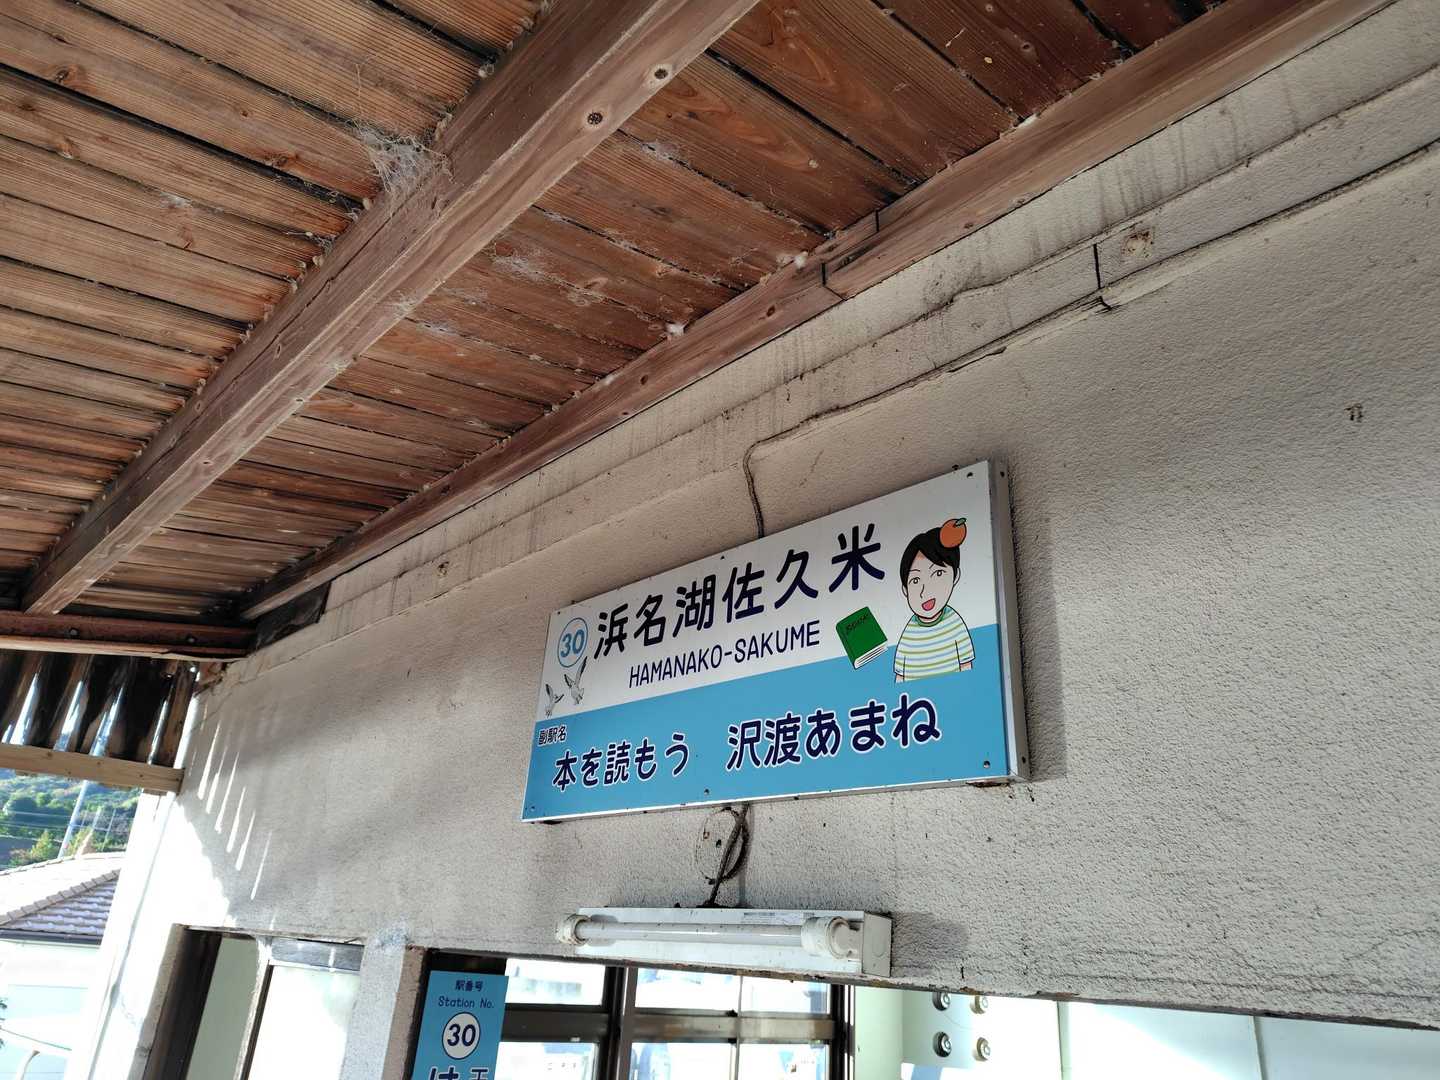 30
浜名湖佐久米
HAMANAKO-SAKUME
副駅名
本を読もう 沢渡あまね
駅番号
Station No.
30